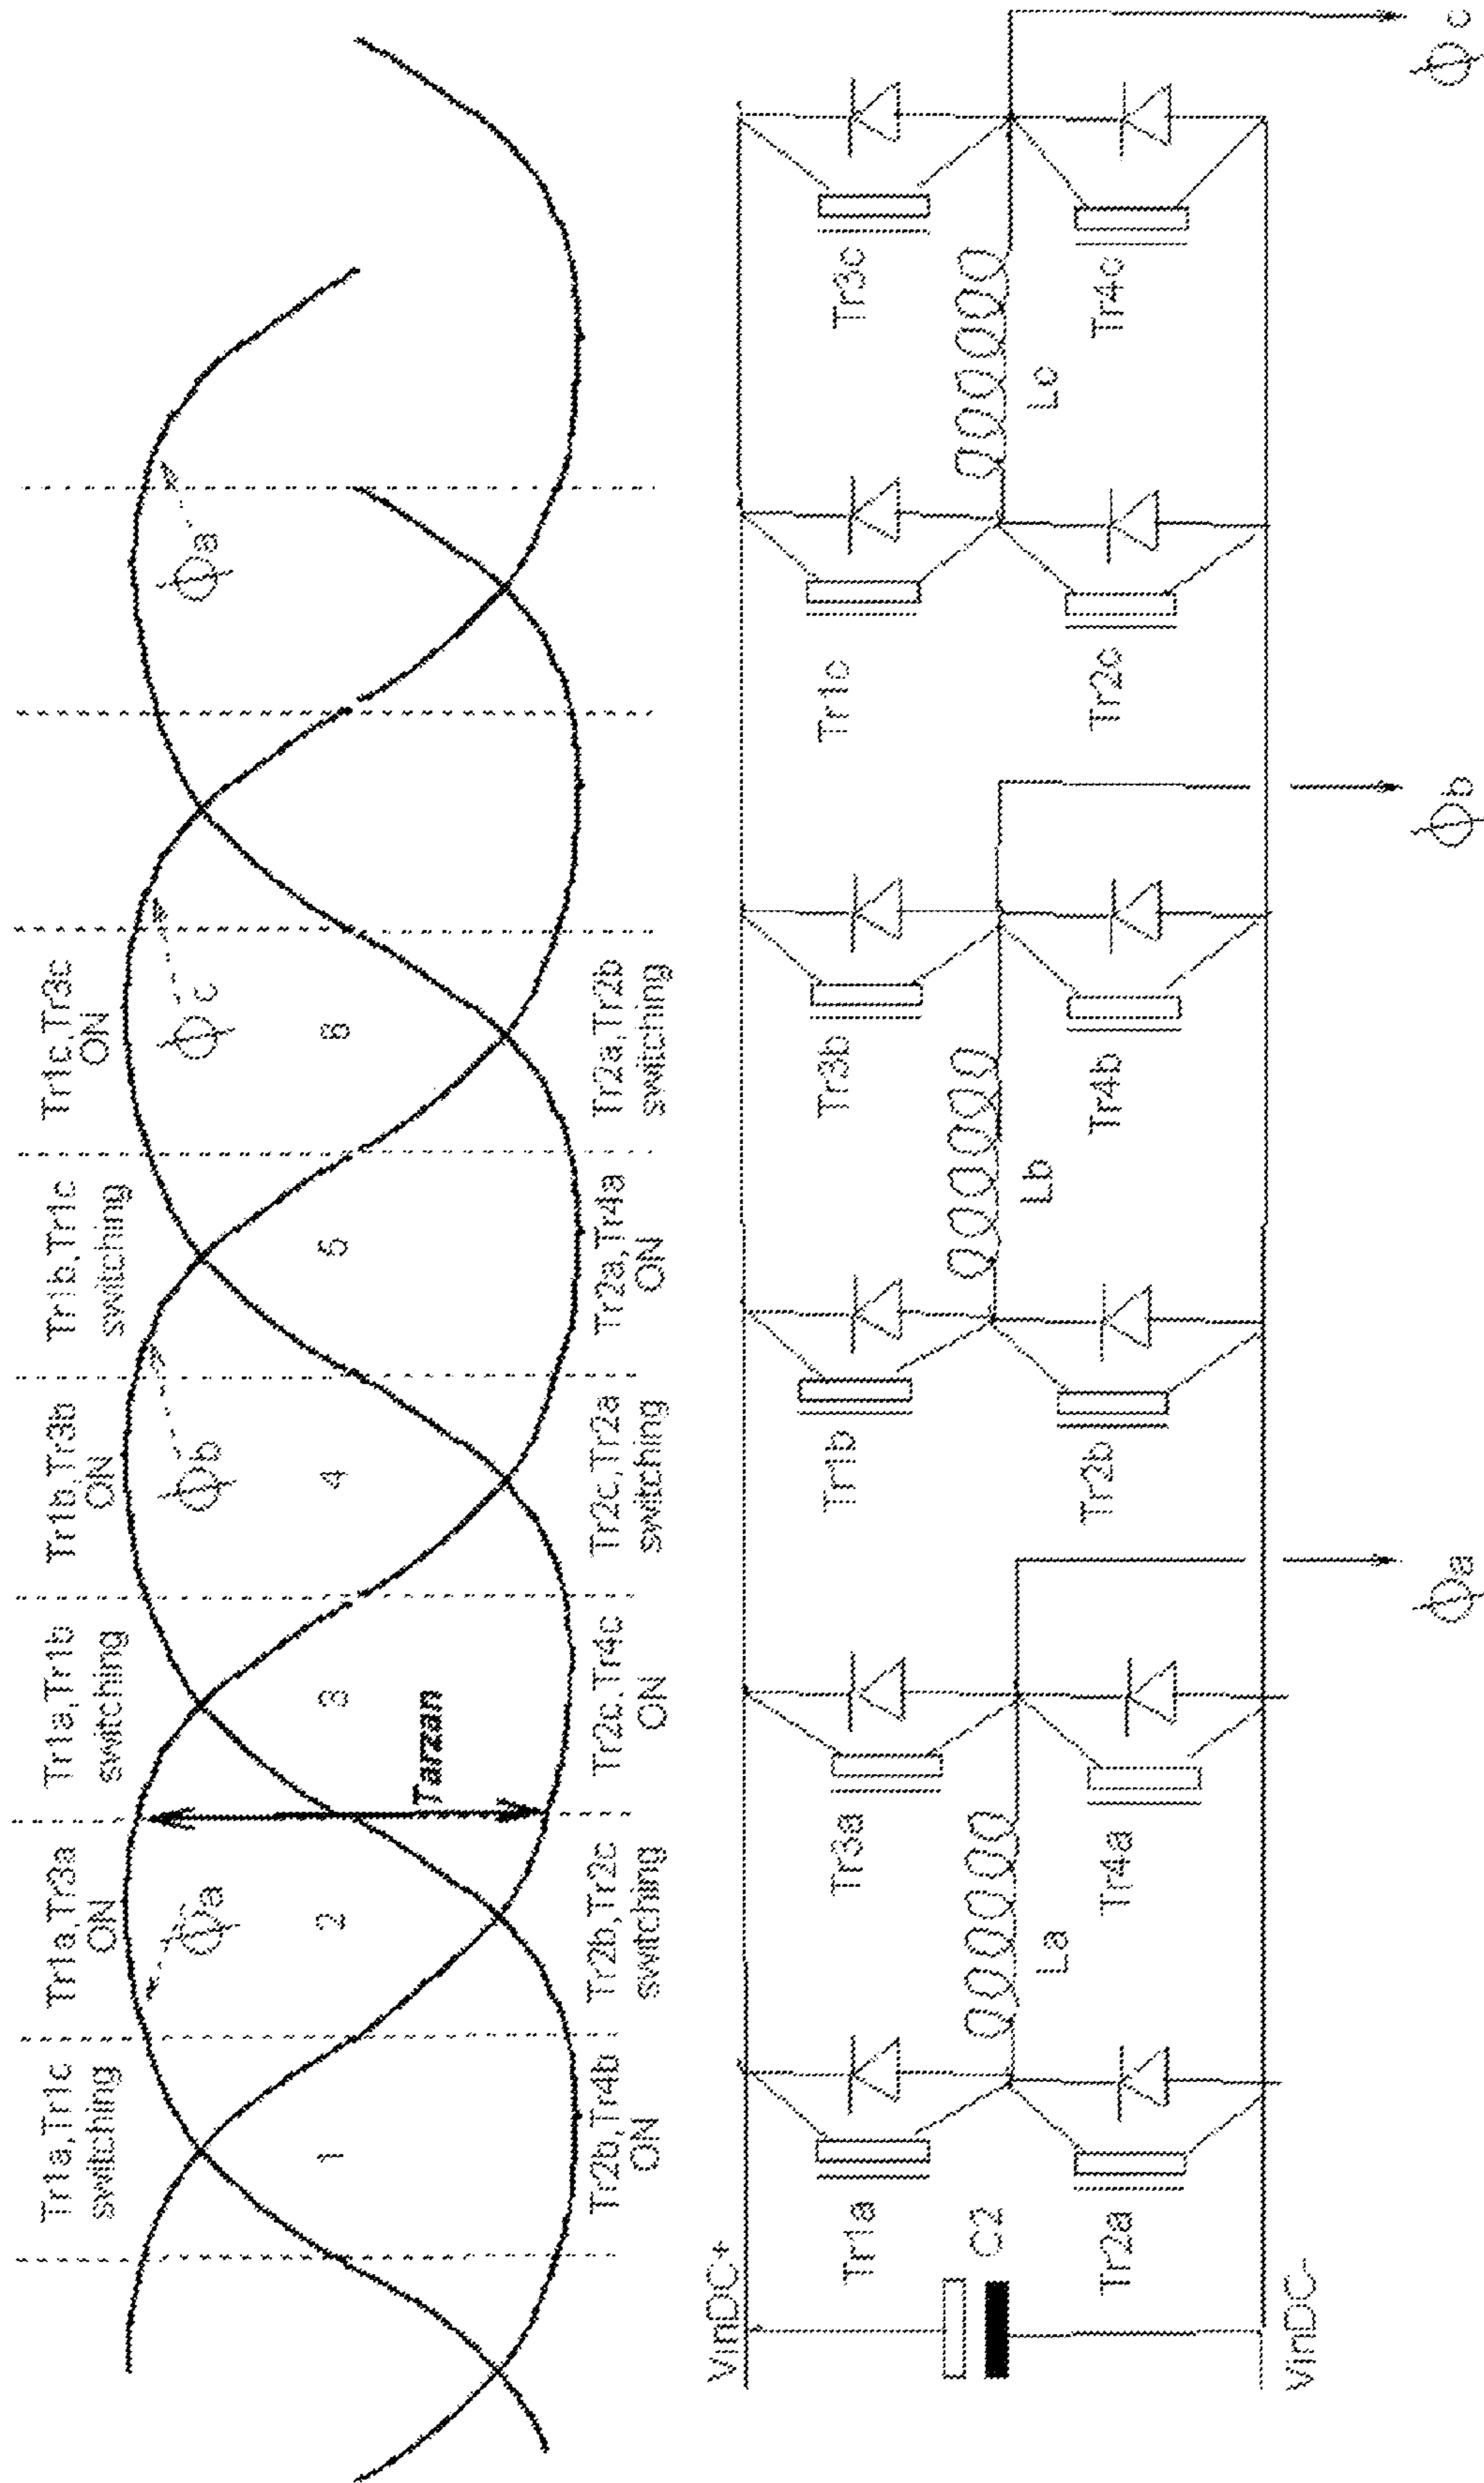 Tr1a,Tr1c
switching
Tr1a,Tr3a
ON
Tr1a,Tr1b
switching
Tr1b,Tr3b
ON
Tr1b,Tr1c
switching
Tr1c,Tr3c
ON
ϕa
ϕb
ϕc
ϕa
1
2
3
4
5
6
Tarzan
Tr2b,Tr4b
ON
Tr2b,Tr2c
switching
Tr2c,Tr4c
ON
Tr2c,Tr2a
switching
Tr2a,Tr4a
ON
Tr2a,Tr2b
switching
VinDC+
Tr1a
Tr3a
Tr1b
Tr3b
Tr1c
Tr3c
C2
La
Lb
Lc
Tr2a
Tr4a
Tr2b
Tr4b
Tr2c
Tr4c
VinDC-
ϕa
ϕb
ϕc